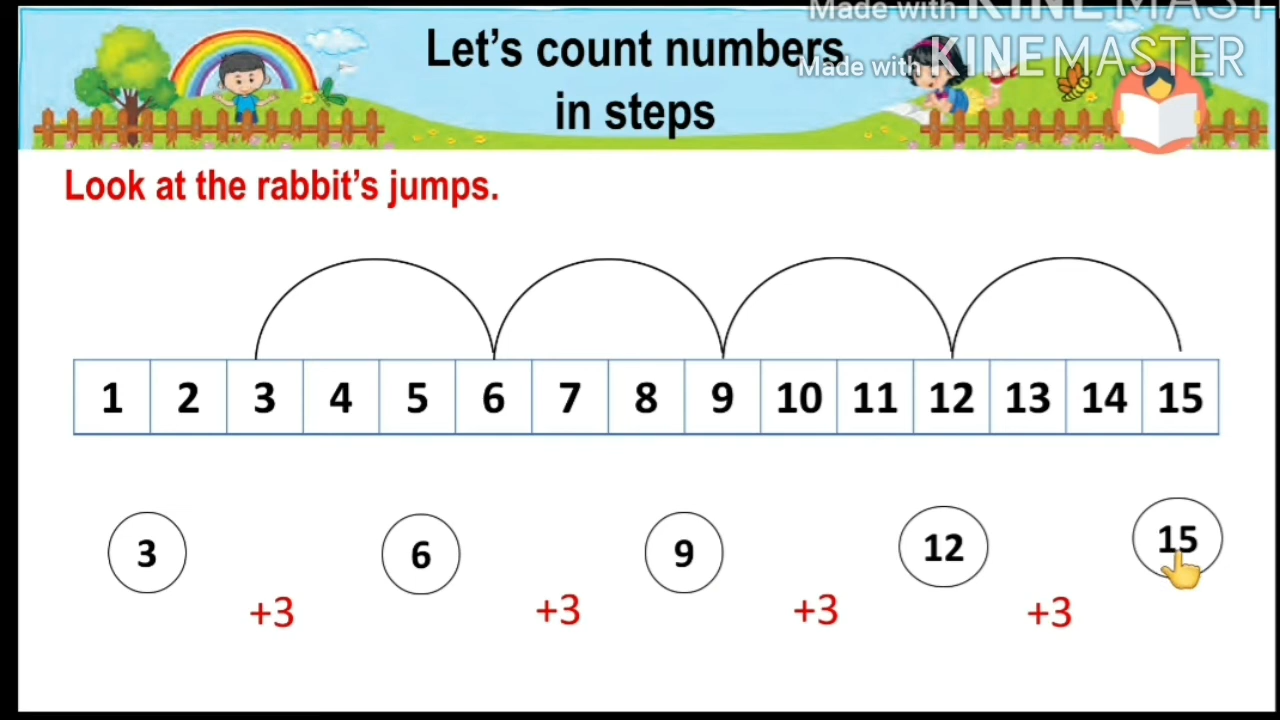 Made with KINEMAST
Let's count numbers
Made with KINEMASTER
in steps
Look at the rabbit's jumps.
1 2 3 4 5 6 7 8 9 10 11 12 13 14 15
3 6 9 12 15
+3 +3 +3 +3